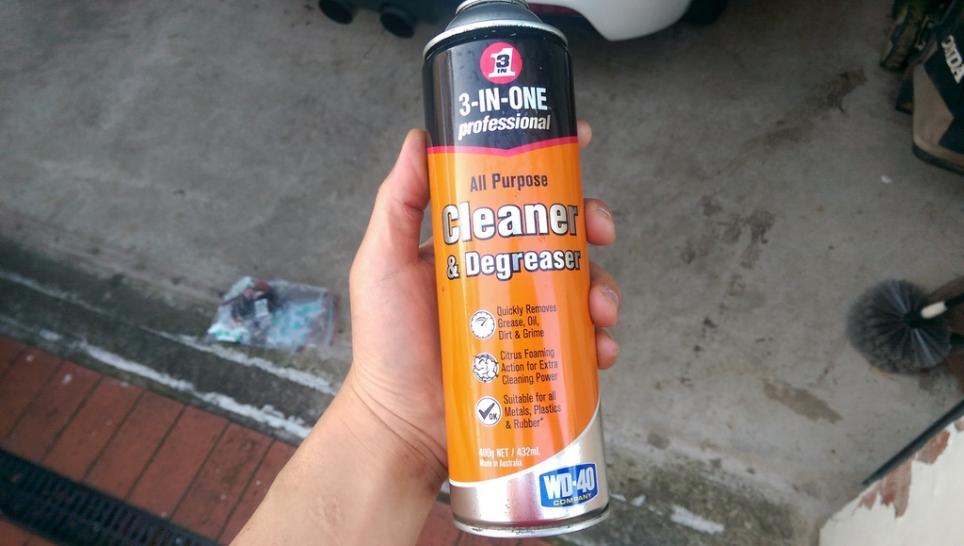 3
IN
1
3-IN-ONE
professional
All Purpose
Cleaner
& Degreaser
Quickly Removes
Grease, Oil,
Dirt & Grime
Citrus Foaming
Action for Extra
Cleaning Power
OK
Suitable for all
Metals, Plastics
& Rubber*
400g NET / 432mL
Made in Australia
WD-40
COMPANY